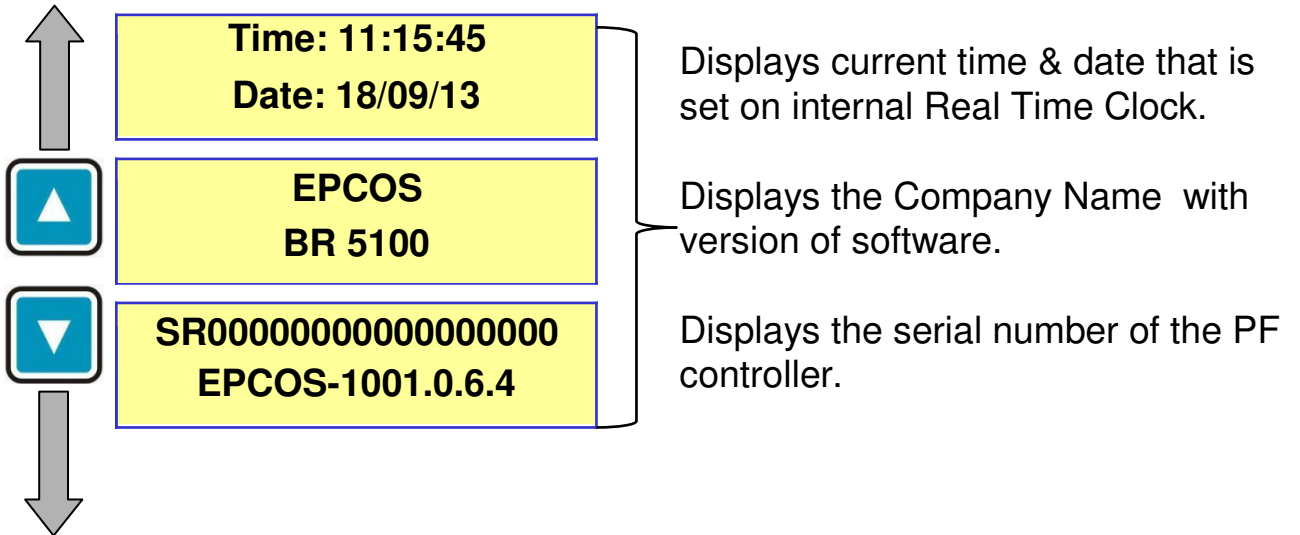 Time: 11:15:45
Date: 18/09/13
EPCOS
BR 5100
SR00000000000000000
EPCOS-1001.0.6.4
Displays current time & date that is
set on internal Real Time Clock.
Displays the Company Name with
version of software.
Displays the serial number of the PF
controller.